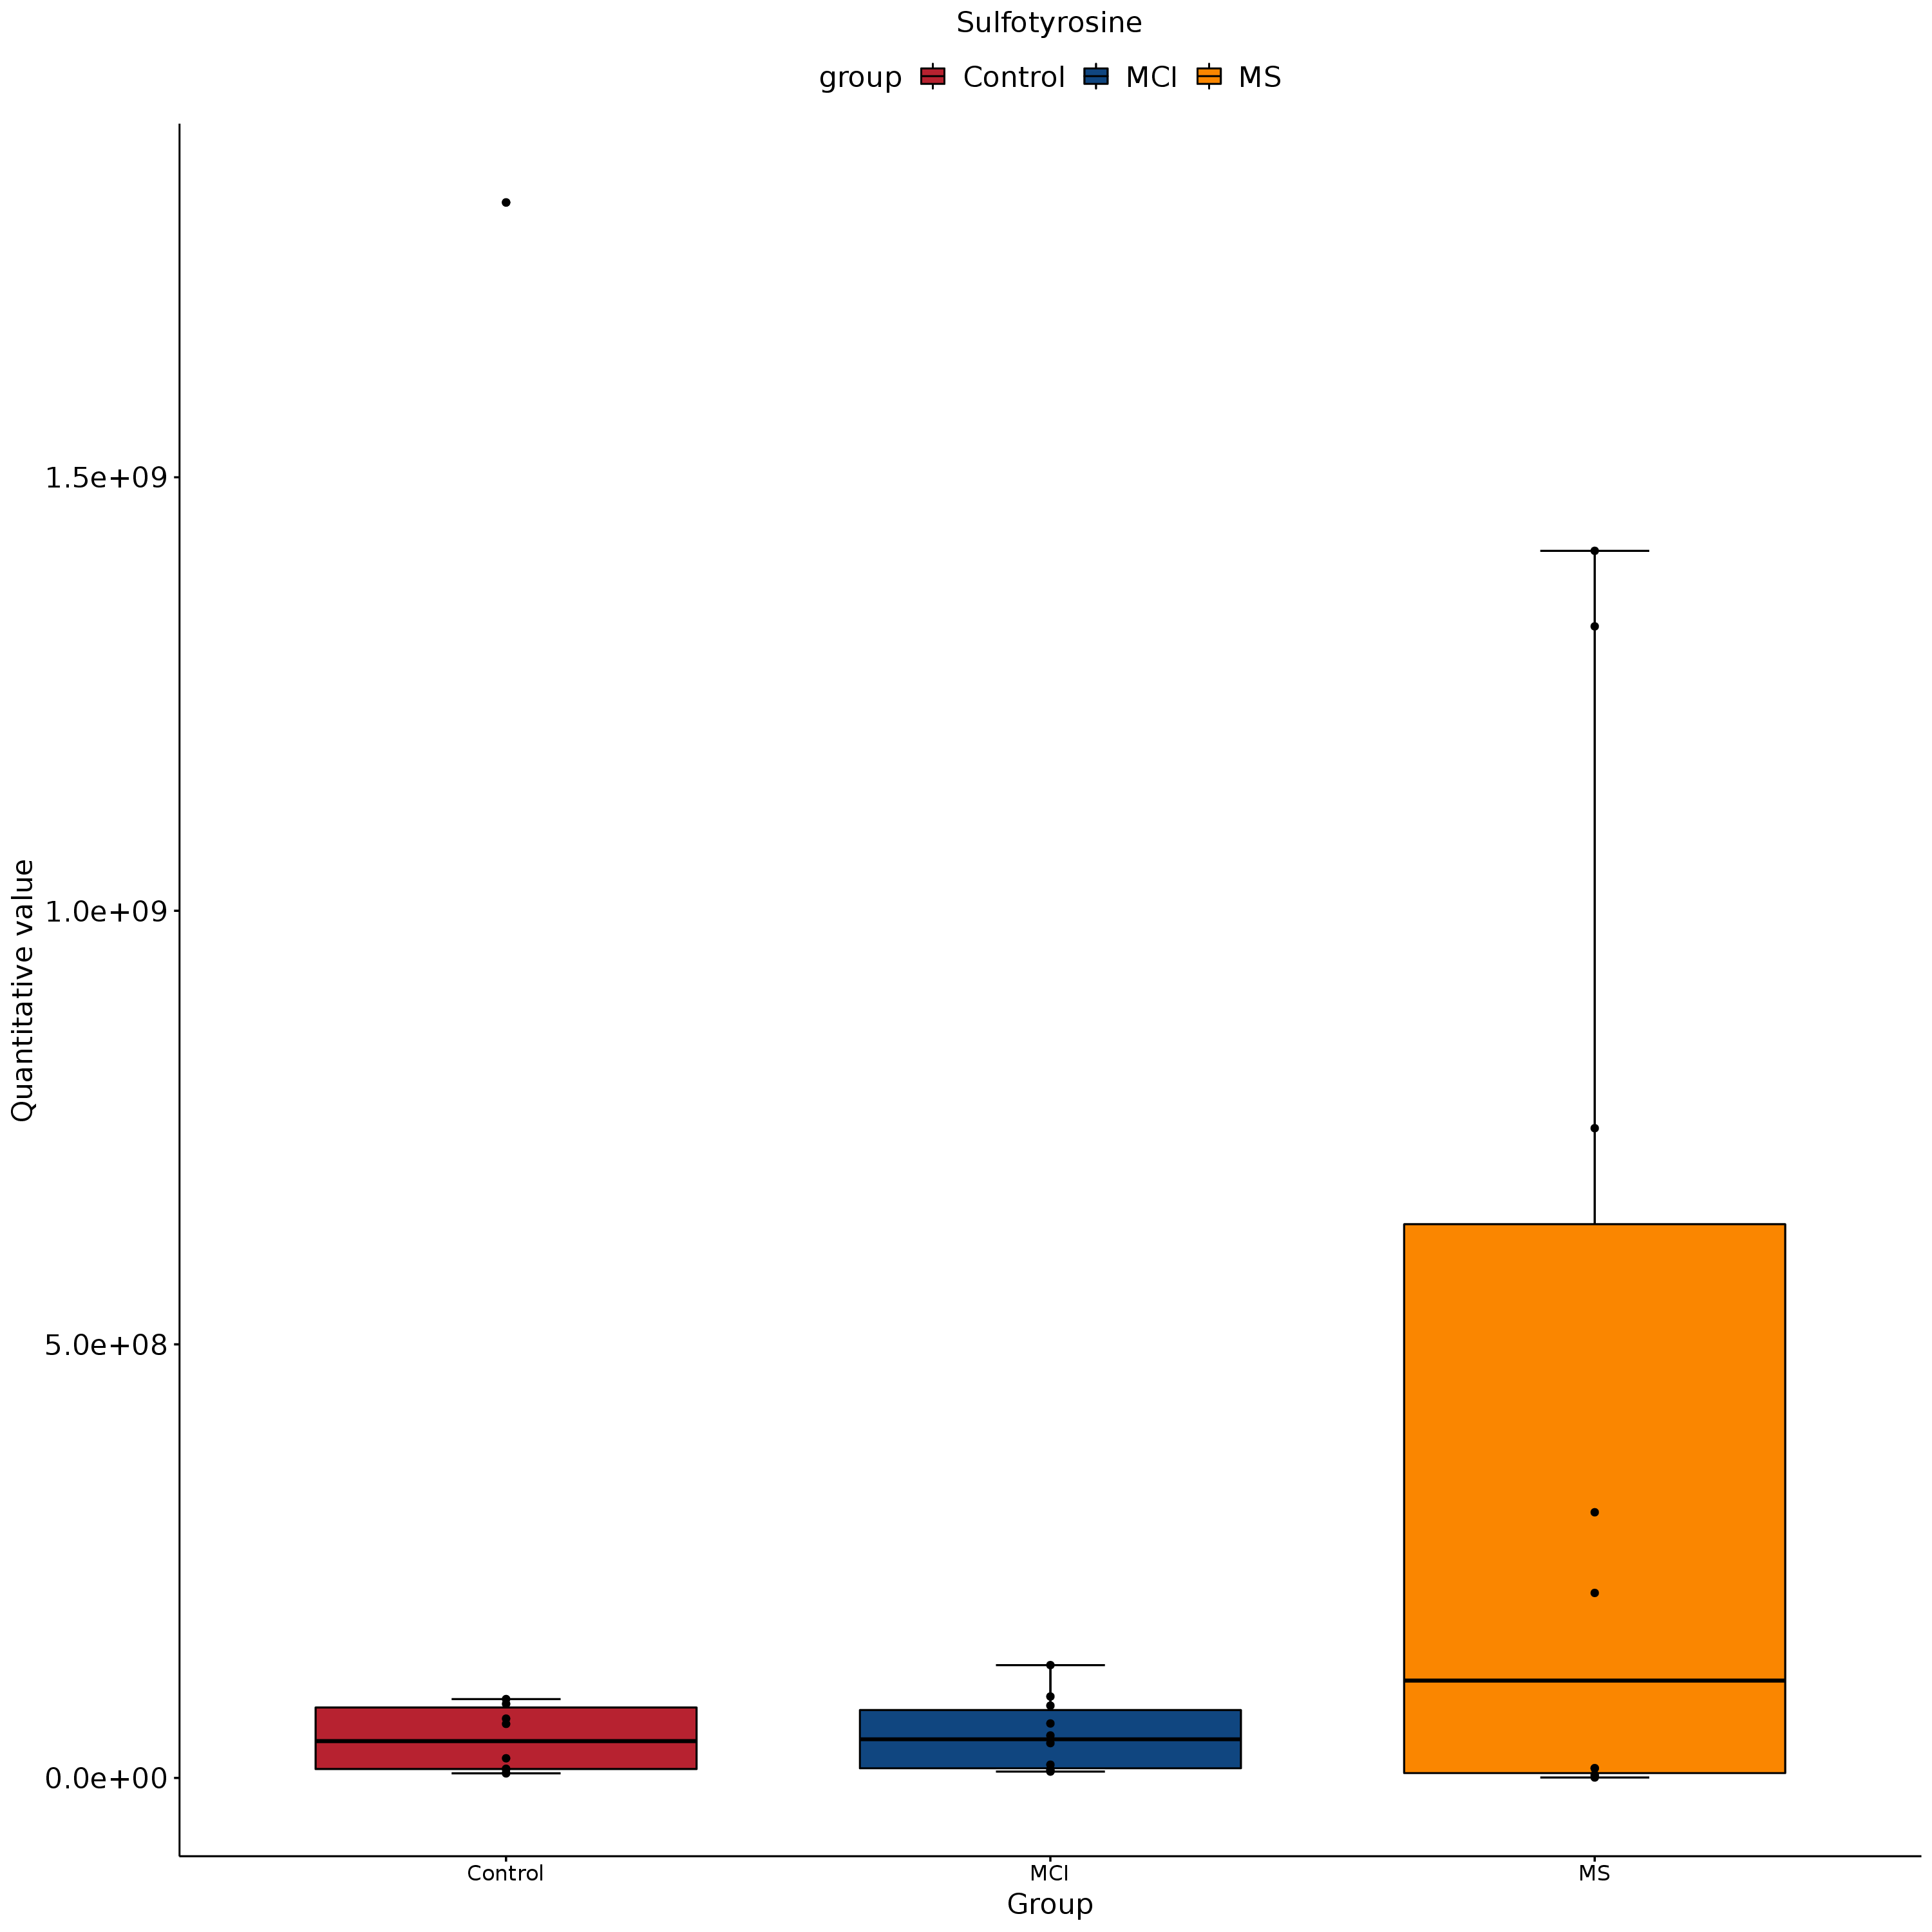 Sulfotyrosine
group Control MCI MS
1.5e+09
1.0e+09
5.0e+08
0.0e+00
Quantitative value
Control MCI MS
Group